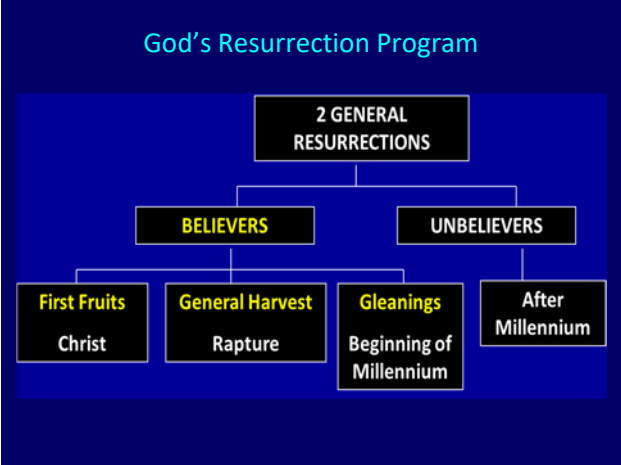 God’s Resurrection Program
2 GENERAL
RESURRECTIONS
BELIEVERS
UNBELIEVERS
First Fruits
Christ
General Harvest
Rapture
Gleanings
Beginning of
Millennium
After
Millennium